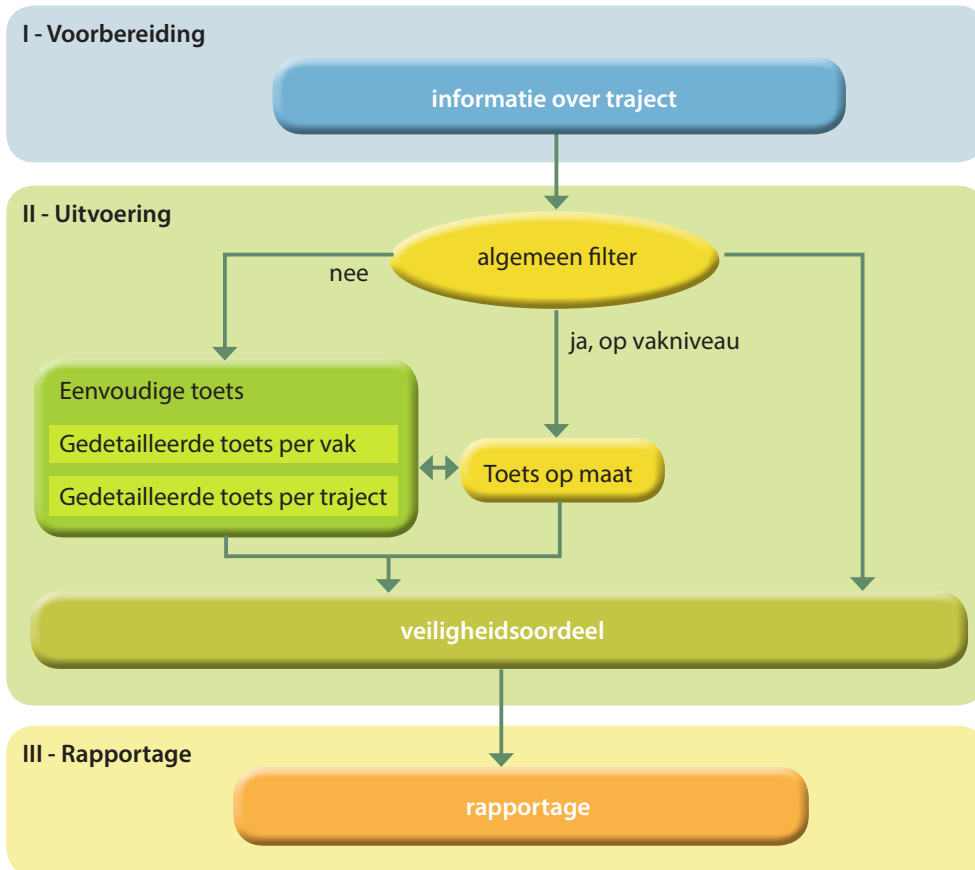 I - Voorbereiding
informatie over traject
II - Uitvoering
algemeen filter
nee
ja, op vakniveau
Eenvoudige toets
Gedetailleerde toets per vak
Gedetailleerde toets per traject
Toets op maat
veiligheidsoordeel
III - Rapportage
rapportage